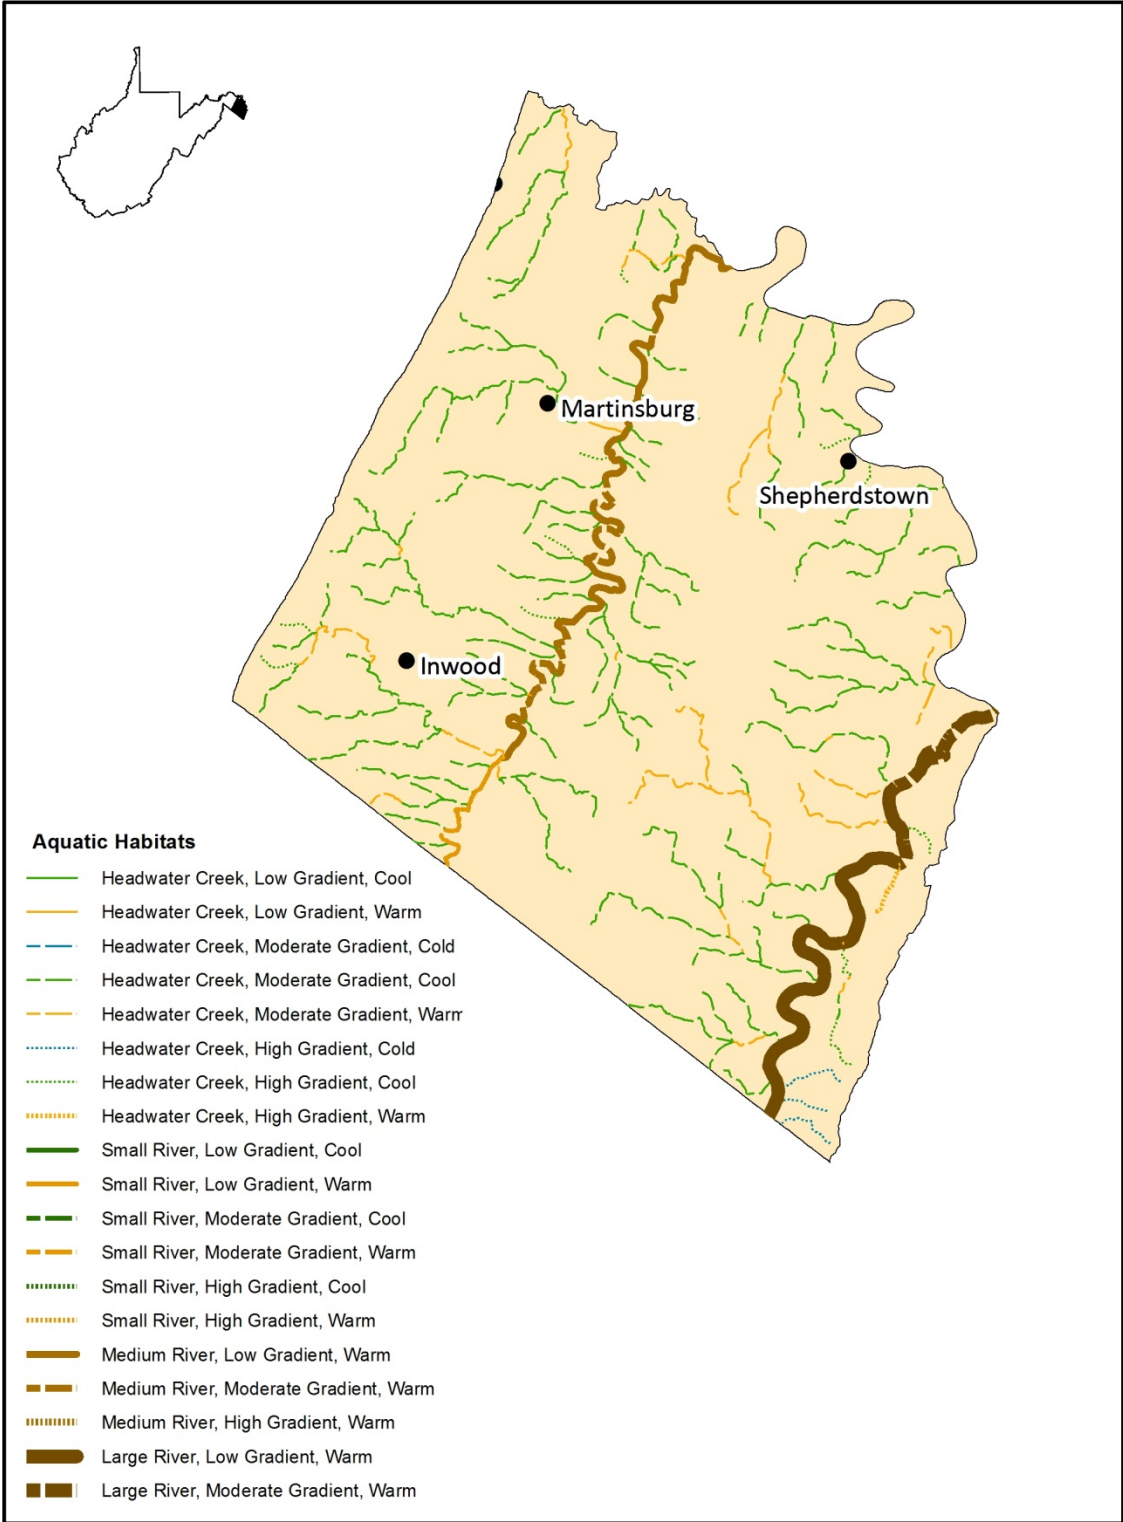 Martinsburg
Shepherdstown
Inwood
Aquatic Habitats
Headwater Creek, Low Gradient, Cool
Headwater Creek, Low Gradient, Warm
Headwater Creek, Moderate Gradient, Cold
Headwater Creek, Moderate Gradient, Cool
Headwater Creek, Moderate Gradient, Warm
Headwater Creek, High Gradient, Cold
Headwater Creek, High Gradient, Cool
Headwater Creek, High Gradient, Warm
Small River, Low Gradient, Cool
Small River, Low Gradient, Warm
Small River, Moderate Gradient, Cool
Small River, Moderate Gradient, Warm
Small River, High Gradient, Cool
Small River, High Gradient, Warm
Medium River, Low Gradient, Warm
Medium River, Moderate Gradient, Warm
Medium River, High Gradient, Warm
Large River, Low Gradient, Warm
Large River, Moderate Gradient, Warm